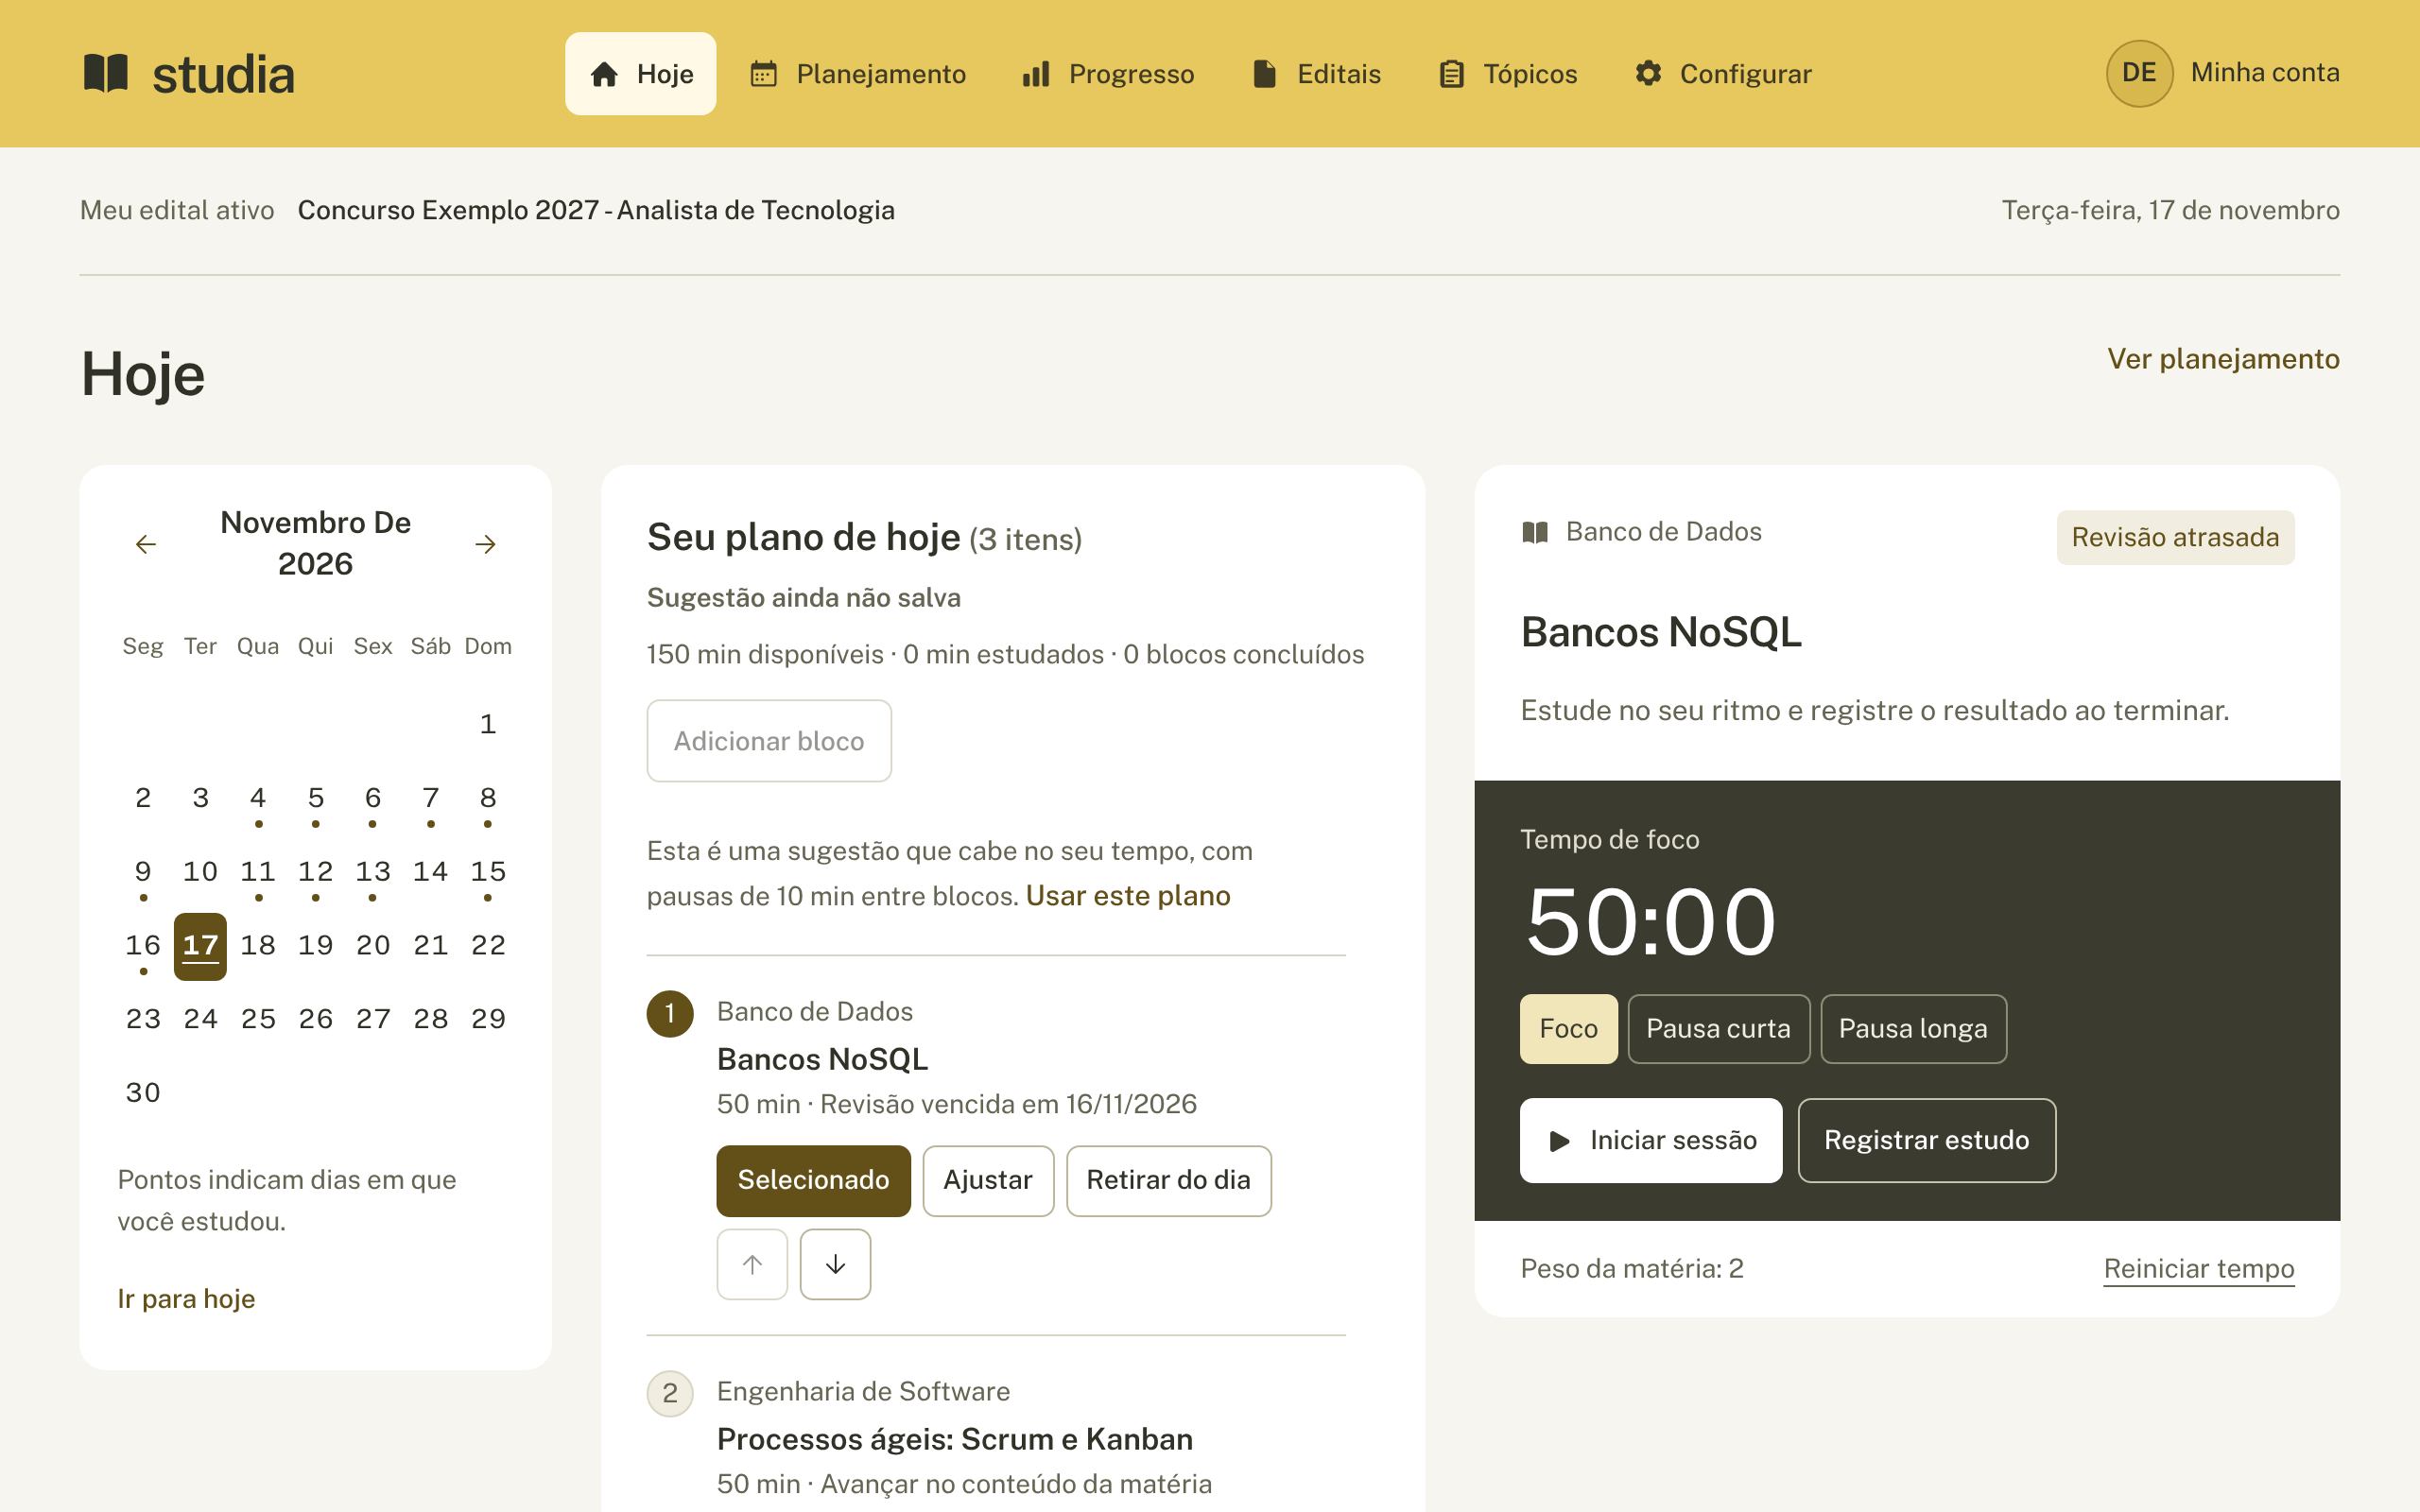 studia
Hoje
Planejamento
Progresso
Editais
Tópicos
Configurar
DE
Minha conta
Meu edital ativo Concurso Exemplo 2027 - Analista de Tecnologia
Terça-feira, 17 de novembro
Hoje
Ver planejamento
Novembro De
2026
Seg Ter Qua Qui Sex Sáb Dom
1
2 3 4 5 6 7 8
9 10 11 12 13 14 15
16 17 18 19 20 21 22
23 24 25 26 27 28 29
30
Pontos indicam dias em que
você estudou.
Ir para hoje
Seu plano de hoje (3 itens)
Sugestão ainda não salva
150 min disponíveis · 0 min estudados · 0 blocos concluídos
Adicionar bloco
Esta é uma sugestão que cabe no seu tempo, com
pausas de 10 min entre blocos. Usar este plano
1
Banco de Dados
Bancos NoSQL
50 min · Revisão vencida em 16/11/2026
Selecionado
Ajustar
Retirar do dia
2
Engenharia de Software
Processos ágeis: Scrum e Kanban
50 min · Avançar no conteúdo da matéria
Banco de Dados
Revisão atrasada
Bancos NoSQL
Estude no seu ritmo e registre o resultado ao terminar.
Tempo de foco
50:00
Foco
Pausa curta
Pausa longa
Iniciar sessão
Registrar estudo
Peso da matéria: 2
Reiniciar tempo